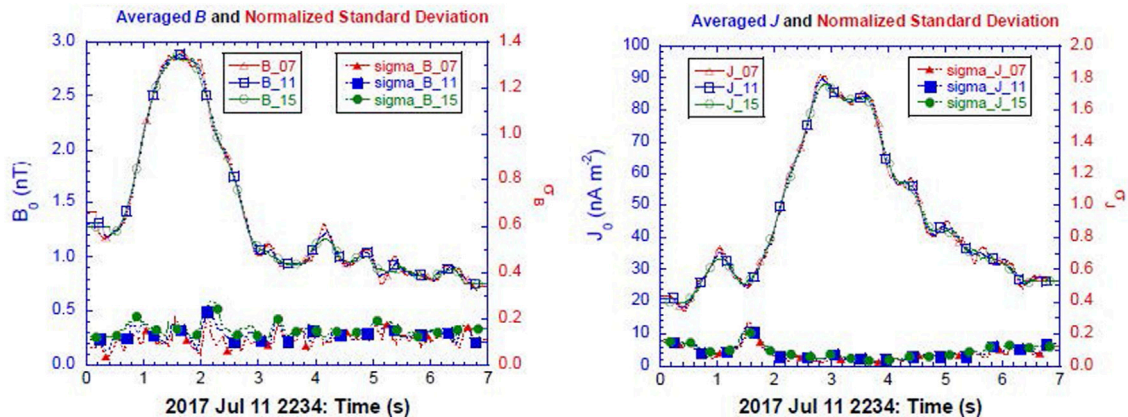 Averaged B and Normalized Standard Deviation
3.0
2.5
2.0
1.5
1.0
0.5
0.0
B₀ (nT)
B_07
B_11
B_15
sigma_B_07
sigma_B_11
sigma_B_15
1.4
1.2
1.0
0.8
0.6
0.4
0.2
0.0
σB
0 1 2 3 4 5 6 7
2017 Jul 11 2234: Time (s)
Averaged J and Normalized Standard Deviation
100
90
80
70
60
50
40
30
20
10
0
J₀ (nA m⁻²)
J_07
J_11
J_15
sigma_J_07
sigma_J_11
sigma_J_15
2.0
1.8
1.6
1.4
1.2
1.0
0.8
0.6
0.4
0.2
0.0
σJ
0 1 2 3 4 5 6 7
2017 Jul 11 2234: Time (s)